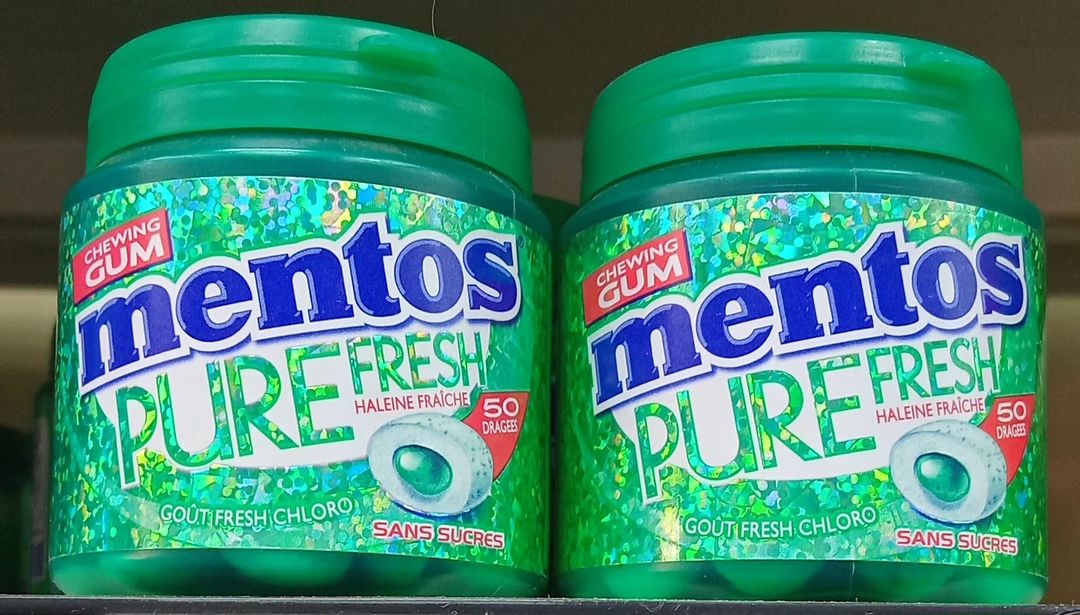 CHEWING
GUM
mentos
PURE FRESH
HALEINE FRAÎCHE
50
DRAGÉES
GOÛT FRESH CHLORO
SANS SUCRES
CHEWING
GUM
mentos
PURE FRESH
HALEINE FRAÎCHE
50
DRAGÉES
GOÛT FRESH CHLORO
SANS SUCRES